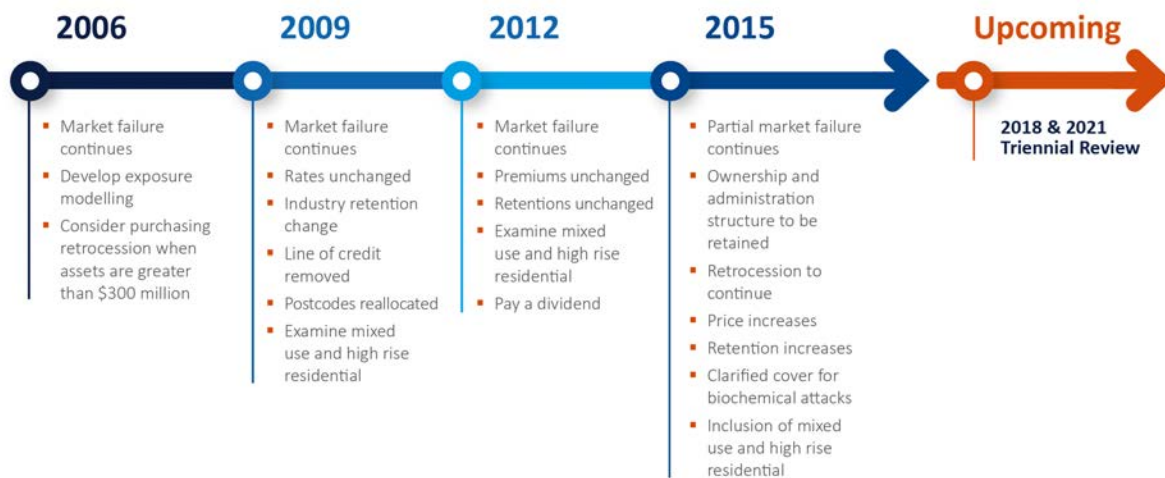 2006
Market failure
continues
Develop exposure
modelling
Consider purchasing
retrocession when
assets are greater
than $300 million
2009
Market failure
continues
Rates unchanged
Industry retention
change
Line of credit
removed
Postcodes reallocated
Examine mixed
use and high rise
residential
2012
Market failure
continues
Premiums unchanged
Retentions unchanged
Examine mixed
use and high rise
residential
Pay a dividend
2015
Partial market failure
continues
Ownership and
administration
structure to be
retained
Retrocession to
continue
Price increases
Retention increases
Clarified cover for
biochemical attacks
Inclusion of mixed
use and high rise
residential
Upcoming
2018 & 2021
Triennial Review